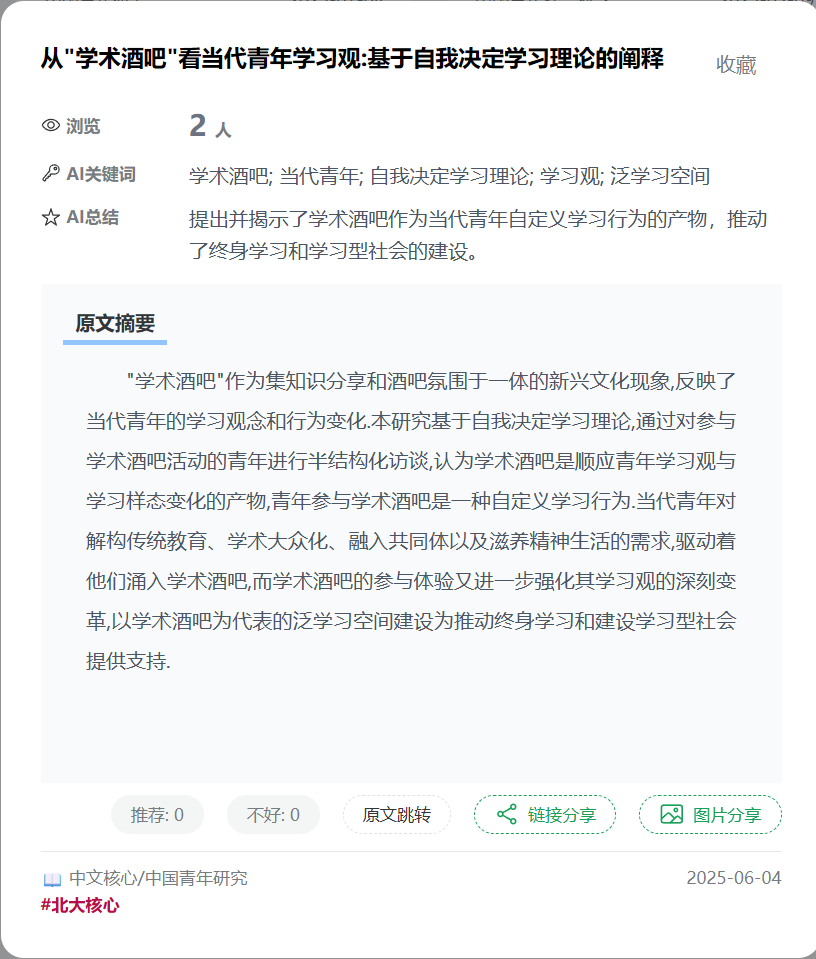 从"学术酒吧"看当代青年学习观:基于自我决定学习理论的阐释
收藏
浏览
2 人
AI关键词
学术酒吧; 当代青年; 自我决定学习理论; 学习观; 泛学习空间
AI总结
提出并揭示了学术酒吧作为当代青年自定义学习行为的产物，推动
了终身学习和学习型社会的建设。
原文摘要
"学术酒吧"作为集知识分享和酒吧氛围于一体的新兴文化现象,反映了
当代青年的学习观念和行为变化.本研究基于自我决定学习理论,通过对参与
学术酒吧活动的青年进行半结构化访谈,认为学术酒吧是顺应青年学习观与
学习样态变化的产物,青年参与学术酒吧是一种自定义学习行为.当代青年对
解构传统教育、学术大众化、融入共同体以及滋养精神生活的需求,驱动着
他们涌入学术酒吧,而学术酒吧的参与体验又进一步强化其学习观的深刻变
革,以学术酒吧为代表的泛学习空间建设为推动终身学习和建设学习型社会
提供支持.
推荐: 0
不好: 0
原文跳转
链接分享
图片分享
中文核心/中国青年研究
2025-06-04
#北大核心